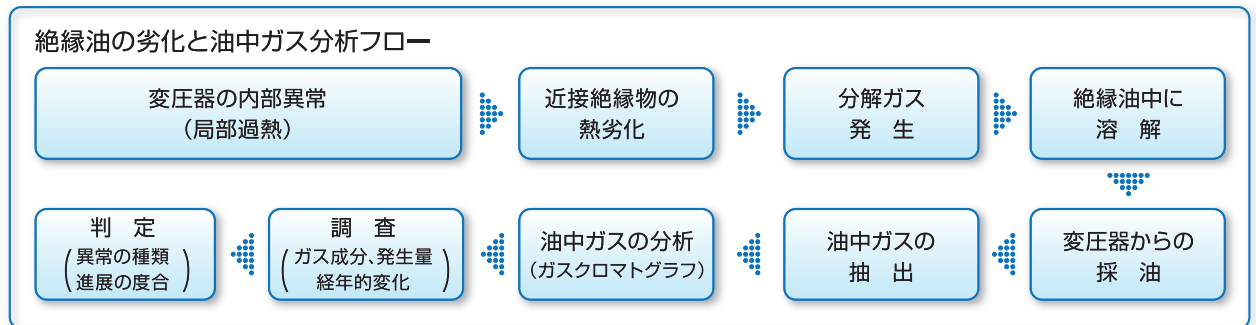 絶縁油の劣化と油中ガス分析フロー
変圧器の内部異常
（局部過熱）
近接絶縁物の
熱劣化
分解ガス
発　生
絶縁油中に
溶　解
変圧器からの
採　油
油中ガスの
抽　出
油中ガスの分析
（ガスクロマトグラフ）
調　査
（ガス成分、発生量
経年的変化）
判　定
（異常の種類
進展の度合）